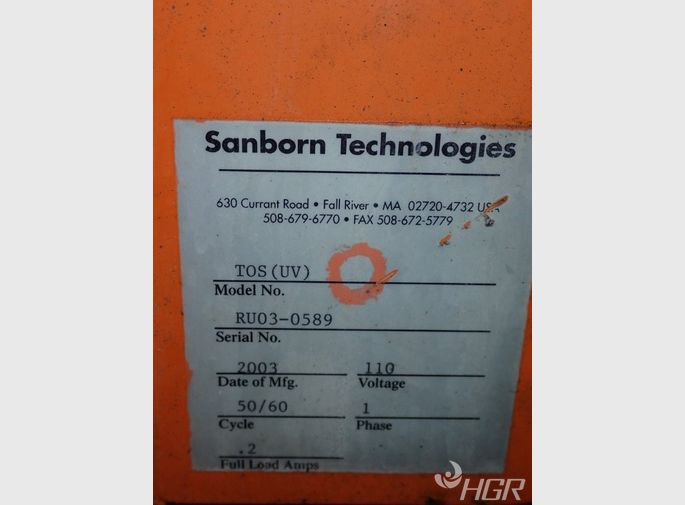 Sanborn Technologies
630 Currant Road • Fall River • MA 02720-4732 USA
508-679-6770 • FAX 508-672-5779
TOS(UV)
Model No.
RU03-0589
Serial No.
2003 110
Date of Mfg. Voltage
50/60 1
Cycle Phase
.2
Full Load Amps
HGR